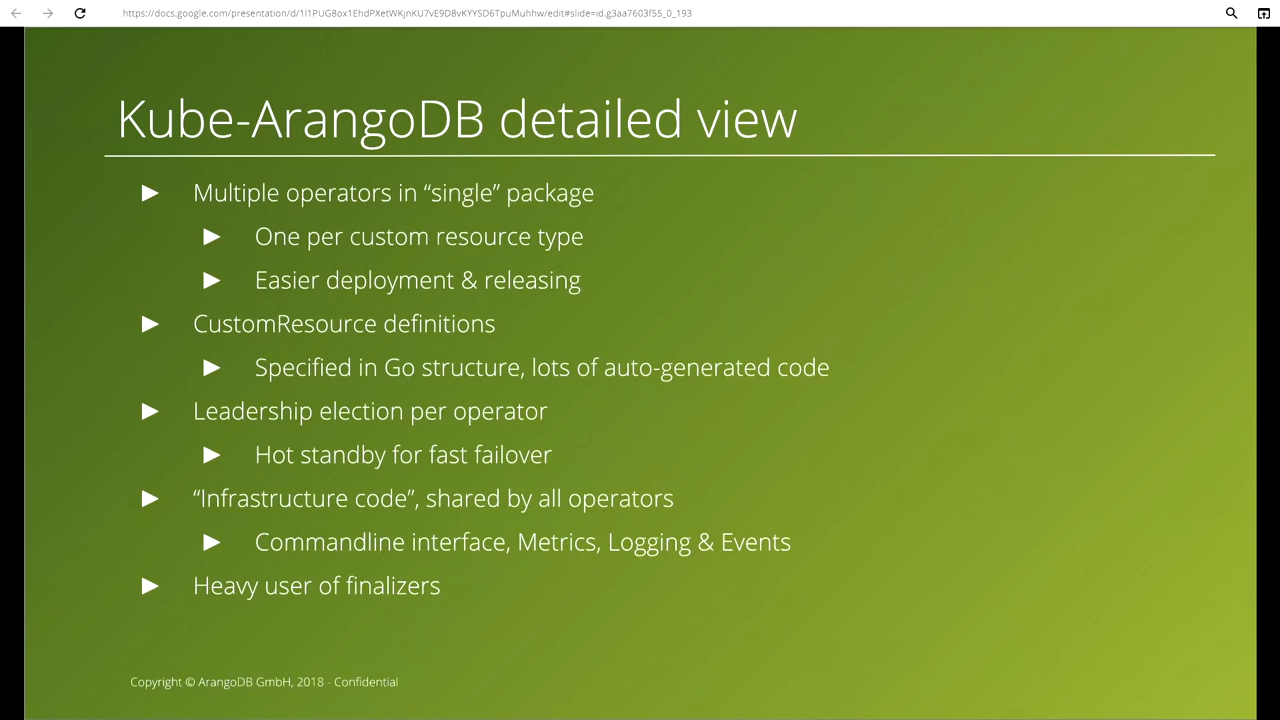 https://docs.google.com/presentation/d/1l1PUG8ox1EhdPXetWKjnKU7vE9D8vKYYSD6TpuMuhhw/edit#slide=id.g3aa7603f55_0_193
Kube-ArangoDB detailed view
Multiple operators in “single” package
One per custom resource type
Easier deployment & releasing
CustomResource definitions
Specified in Go structure, lots of auto-generated code
Leadership election per operator
Hot standby for fast failover
“Infrastructure code”, shared by all operators
Commandline interface, Metrics, Logging & Events
Heavy user of finalizers
Copyright © ArangoDB GmbH, 2018 - Confidential